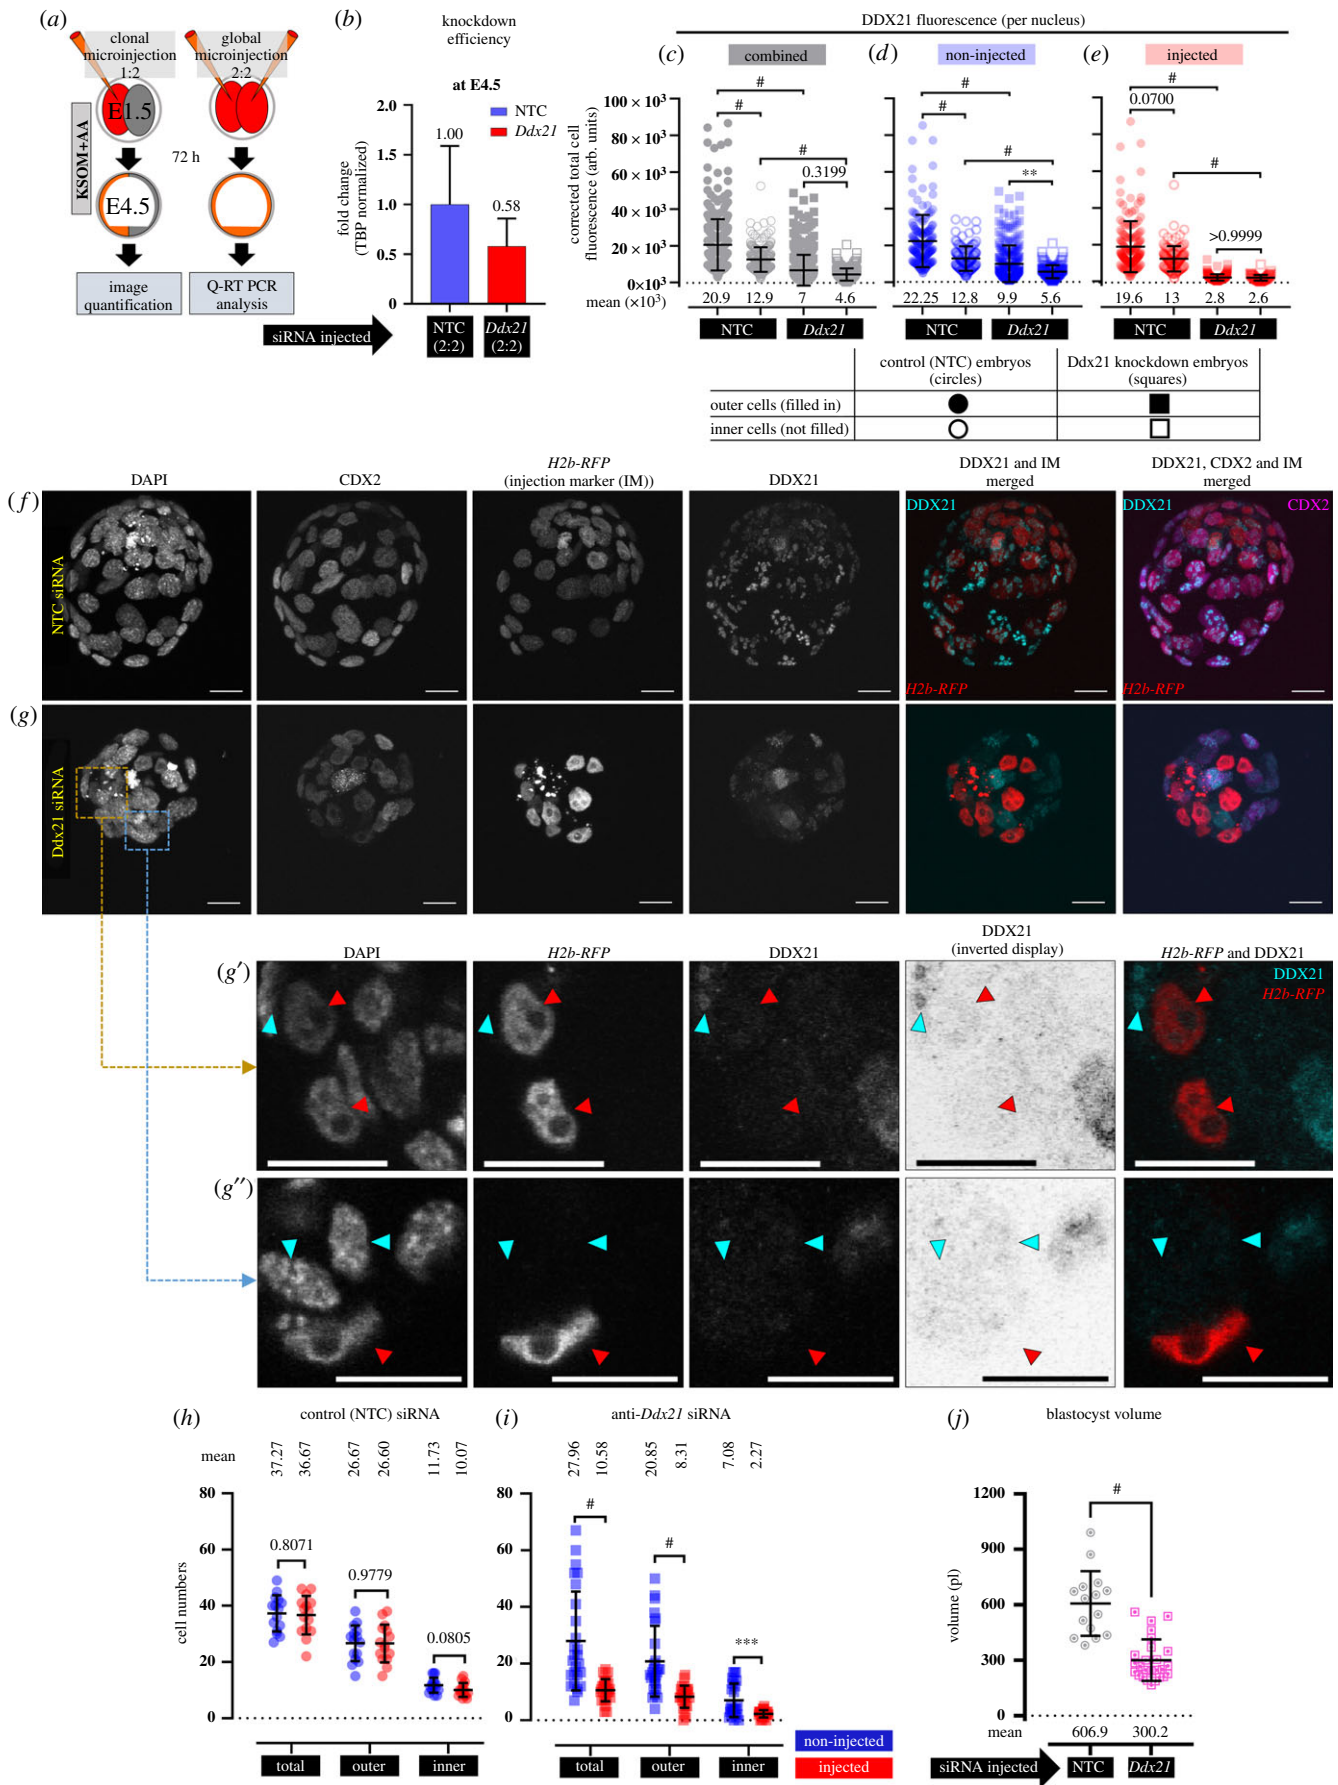 (a)
clonal
microinjection
1:2
global
microinjection
2:2
E1.5
KSOM+AA
72 h
E4.5
image
quantification
Q-RT PCR
analysis
(b)
knockdown
efficiency
at E4.5
NTC
Ddx21
fold change
(TBP normalized)
2.0
1.5
1.0
0.5
0
1.00
0.58
siRNA injected
NTC
(2:2)
Ddx21
(2:2)
DDX21 fluorescence (per nucleus)
(c)
combined
(d)
non-injected
(e)
injected
corrected total cell
fluorescence (arb. units)
100 × 10³
80 × 10³
60 × 10³
40 × 10³
20 × 10³
0×10³
#
#
#
0.3199
#
#
#
**
#
0.0700
#
>0.9999
mean (×10³)
20.9 12.9 7 4.6
22.25 12.8 9.9 5.6
19.6 13 2.8 2.6
NTC Ddx21
NTC Ddx21
NTC Ddx21
control (NTC) embryos
(circles)
Ddx21 knockdown embryos
(squares)
outer cells (filled in)
inner cells (not filled)
(f)
DAPI
CDX2
H2b-RFP
(injection marker (IM))
DDX21
DDX21 and IM
merged
DDX21, CDX2 and IM
merged
NTC siRNA
DDX21
H2b-RFP
DDX21
CDX2
H2b-RFP
(g)
Ddx21 siRNA
(g′)
DAPI
H2b-RFP
DDX21
DDX21
(inverted display)
H2b-RFP and DDX21
DDX21
H2b-RFP
(g″)
(h)
control (NTC) siRNA
mean
37.27
36.67
26.67
26.60
11.73
10.07
cell numbers
80
60
40
20
0
0.8071
0.9779
0.0805
total outer inner
(i)
anti-Ddx21 siRNA
27.96
10.58
20.85
8.31
7.08
2.27
80
60
40
20
0
#
#
***
total outer inner
non-injected
injected
(j)
blastocyst volume
volume (pl)
1200
900
600
300
0
#
mean
606.9 300.2
siRNA injected
NTC Ddx21